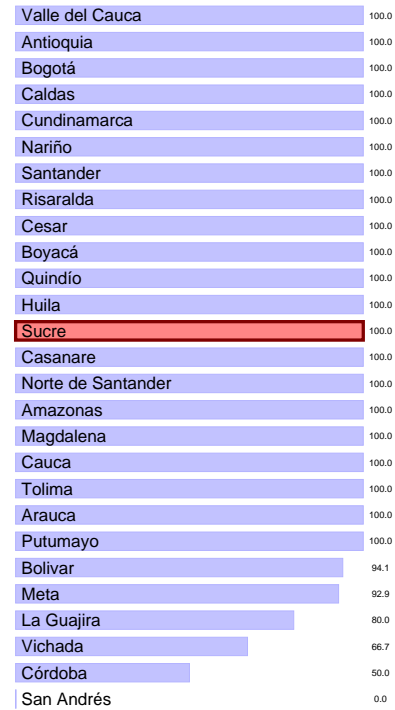 Valle del Cauca 100.0
Antioquia 100.0
Bogotá 100.0
Caldas 100.0
Cundinamarca 100.0
Nariño 100.0
Santander 100.0
Risaralda 100.0
Cesar 100.0
Boyacá 100.0
Quindío 100.0
Huila 100.0
Sucre 100.0
Casanare 100.0
Norte de Santander 100.0
Amazonas 100.0
Magdalena 100.0
Cauca 100.0
Tolima 100.0
Arauca 100.0
Putumayo 100.0
Bolivar 94.1
Meta 92.9
La Guajira 80.0
Vichada 66.7
Córdoba 50.0
San Andrés 0.0